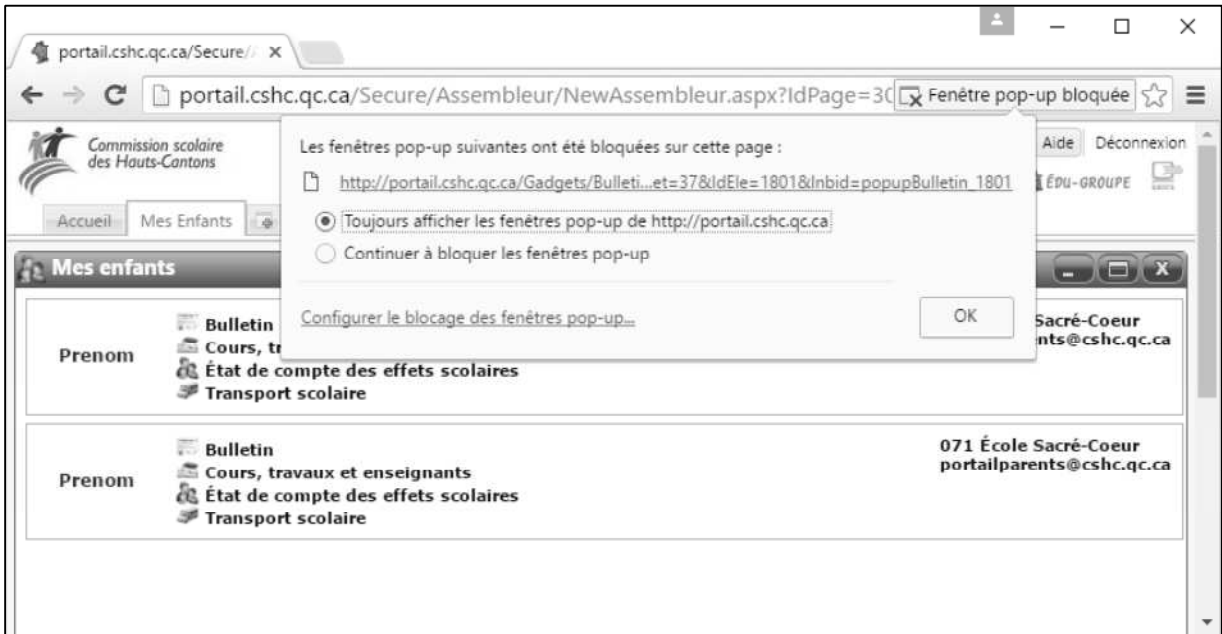 portail.cshc.qc.ca/Secure/
portail.cshc.qc.ca/Secure/Assembleur/NewAssembleur.aspx?IdPage=30 Fenêtre pop-up bloquée
Commission scolaire
des Hauts-Cantons
Aide Déconnexion
ÉDU-GROUPE
Accueil Mes Enfants
Les fenêtres pop-up suivantes ont été bloquées sur cette page :
http://portail.cshc.qc.ca/Gadgets/Bulleti...et=37&IdEle=1801&Inbid=popupBulletin_1801
Toujours afficher les fenêtres pop-up de http://portail.cshc.qc.ca
Continuer à bloquer les fenêtres pop-up
Configurer le blocage des fenêtres pop-up...
OK
Mes enfants
Prenom
Bulletin
Cours, tr
État de compte des effets scolaires
Transport scolaire
Sacré-Coeur
nts@cshc.qc.ca
Prenom
Bulletin
Cours, travaux et enseignants
État de compte des effets scolaires
Transport scolaire
071 École Sacré-Coeur
portailparents@cshc.qc.ca